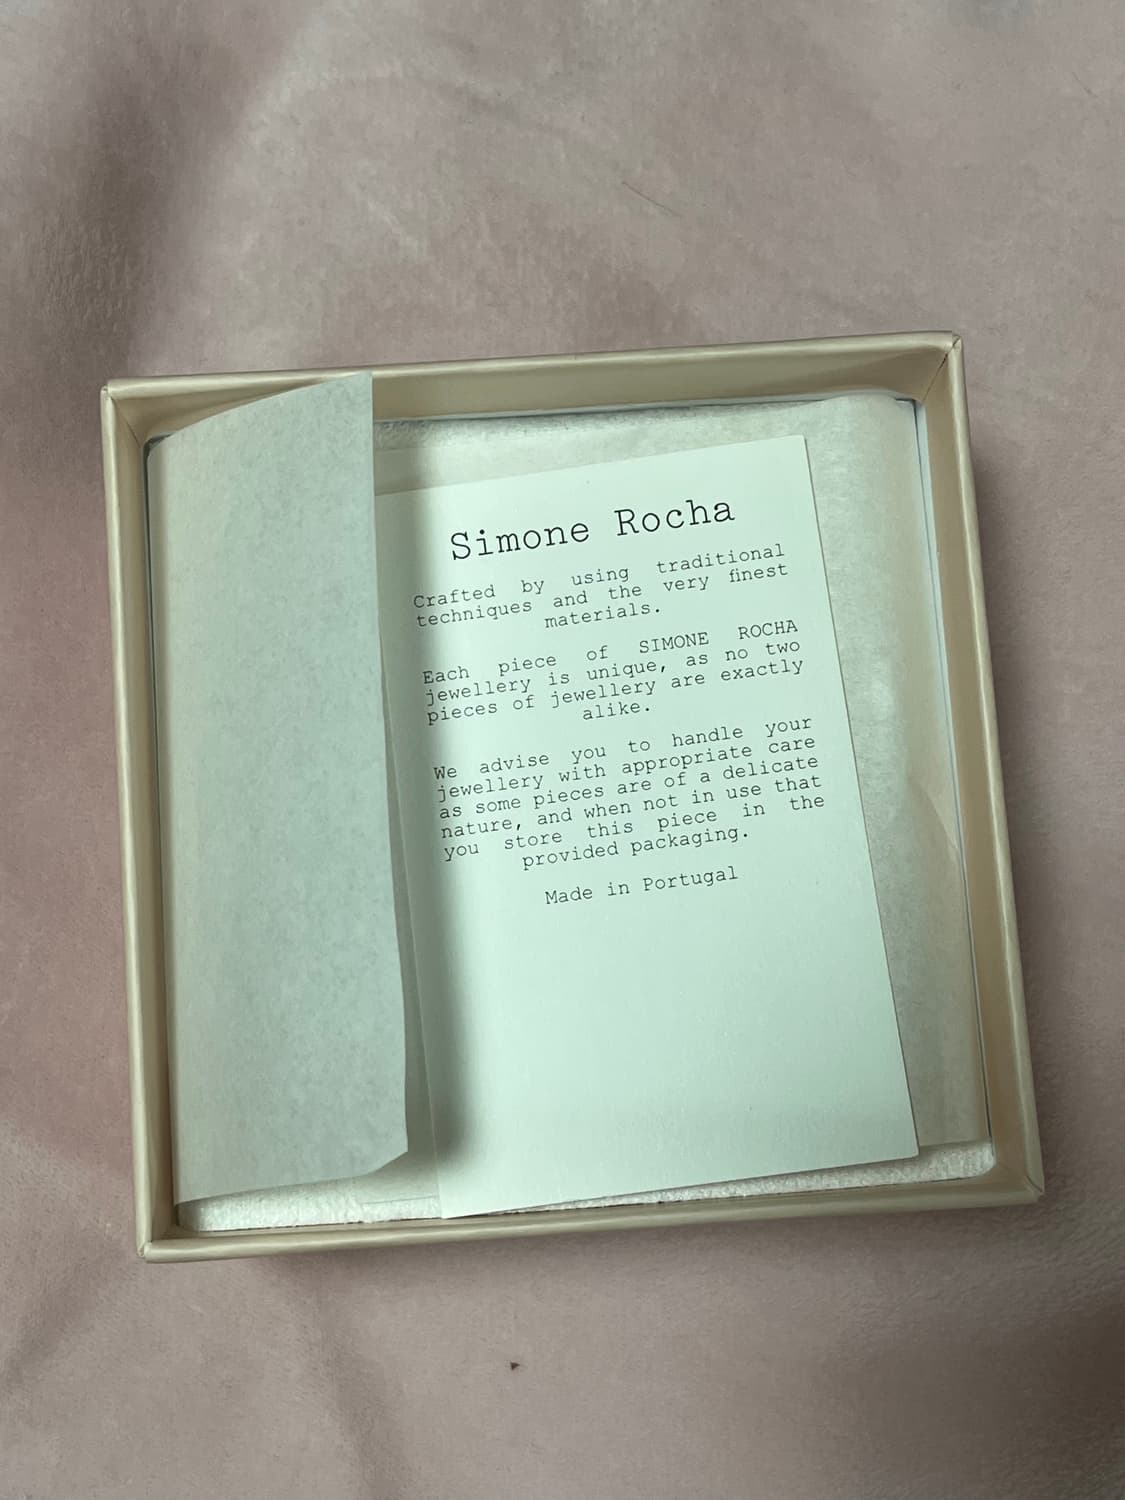 Simone Rocha
Crafted by using traditional
techniques and the very finest
materials.
Each piece of SIMONE ROCHA
jewellery is unique, as no two
pieces of jewellery are exactly
alike.
We advise you to handle your
jewellery with appropriate care
as some pieces are of a delicate
nature, and when not in use that
you store this piece in the
provided packaging.
Made in Portugal